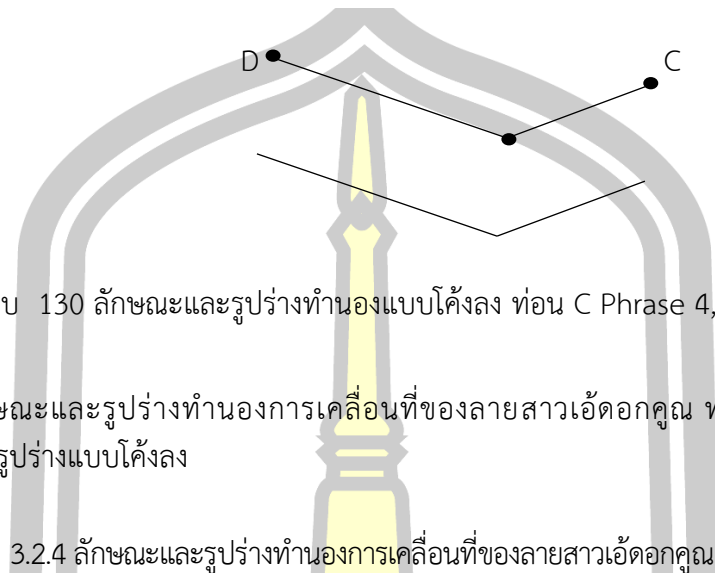 D C
บ 130 ลักษณะและรูปร่างทำนองแบบโค้งลง ท่อน C Phrase 4,
ษณะและรูปร่างทำนองการเคลื่อนที่ของลายสาวเอ้ดอกคูณ
รูปร่างแบบโค้งลง
3.2.4 ลักษณะและรูปร่างทำนองการเคลื่อนที่ของลายสาวเอ้ดอกคูณ